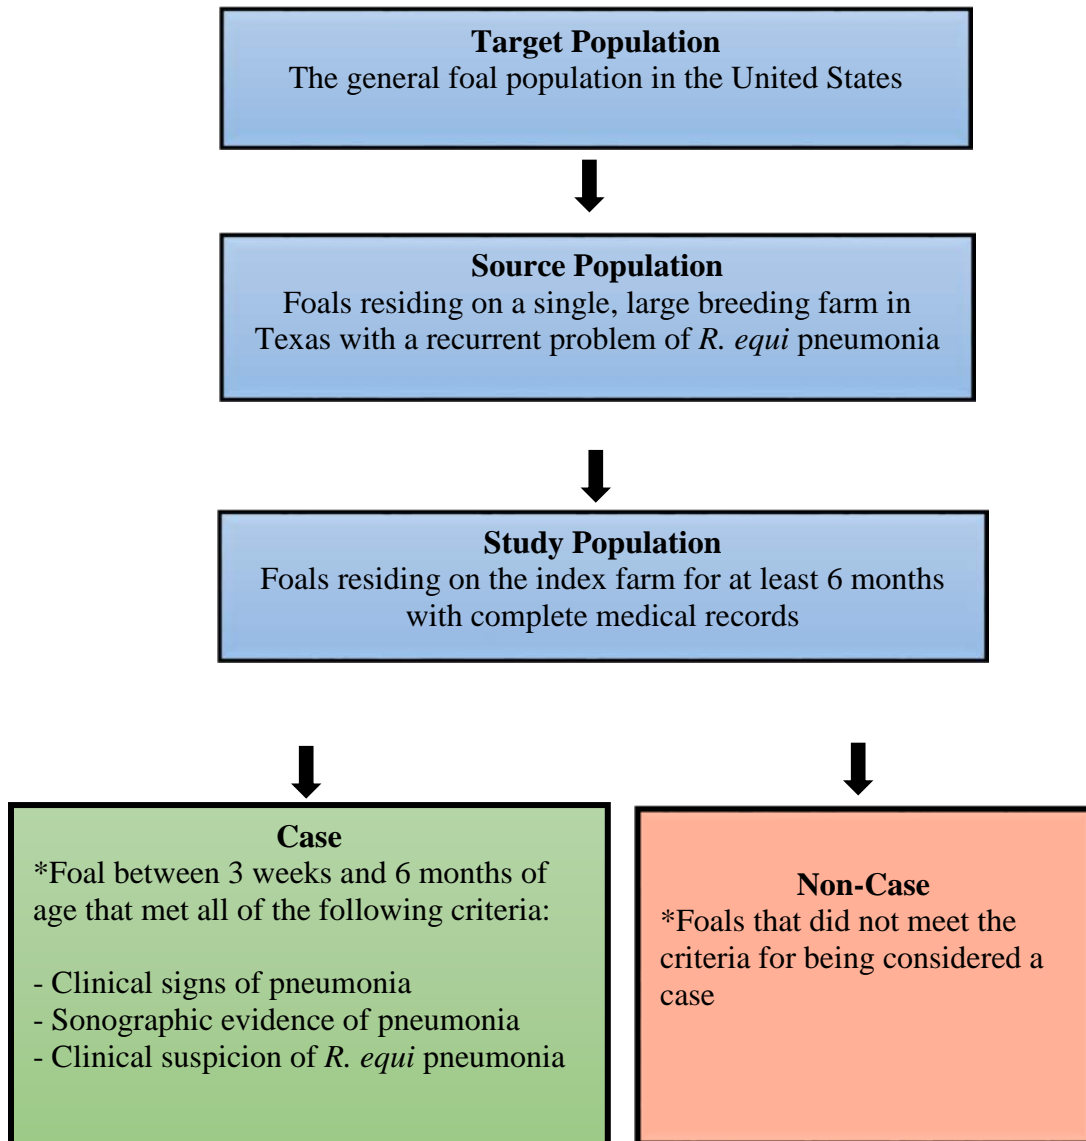 Target Population
The general foal population in the United States
Source Population
Foals residing on a single, large breeding farm in
Texas with a recurrent problem of R. equi pneumonia
Study Population
Foals residing on the index farm for at least 6 months
with complete medical records
Case
*Foal between 3 weeks and 6 months of
age that met all of the following criteria:
- Clinical signs of pneumonia
- Sonographic evidence of pneumonia
- Clinical suspicion of R. equi pneumonia
Non-Case
*Foals that did not meet the
criteria for being considered a
case